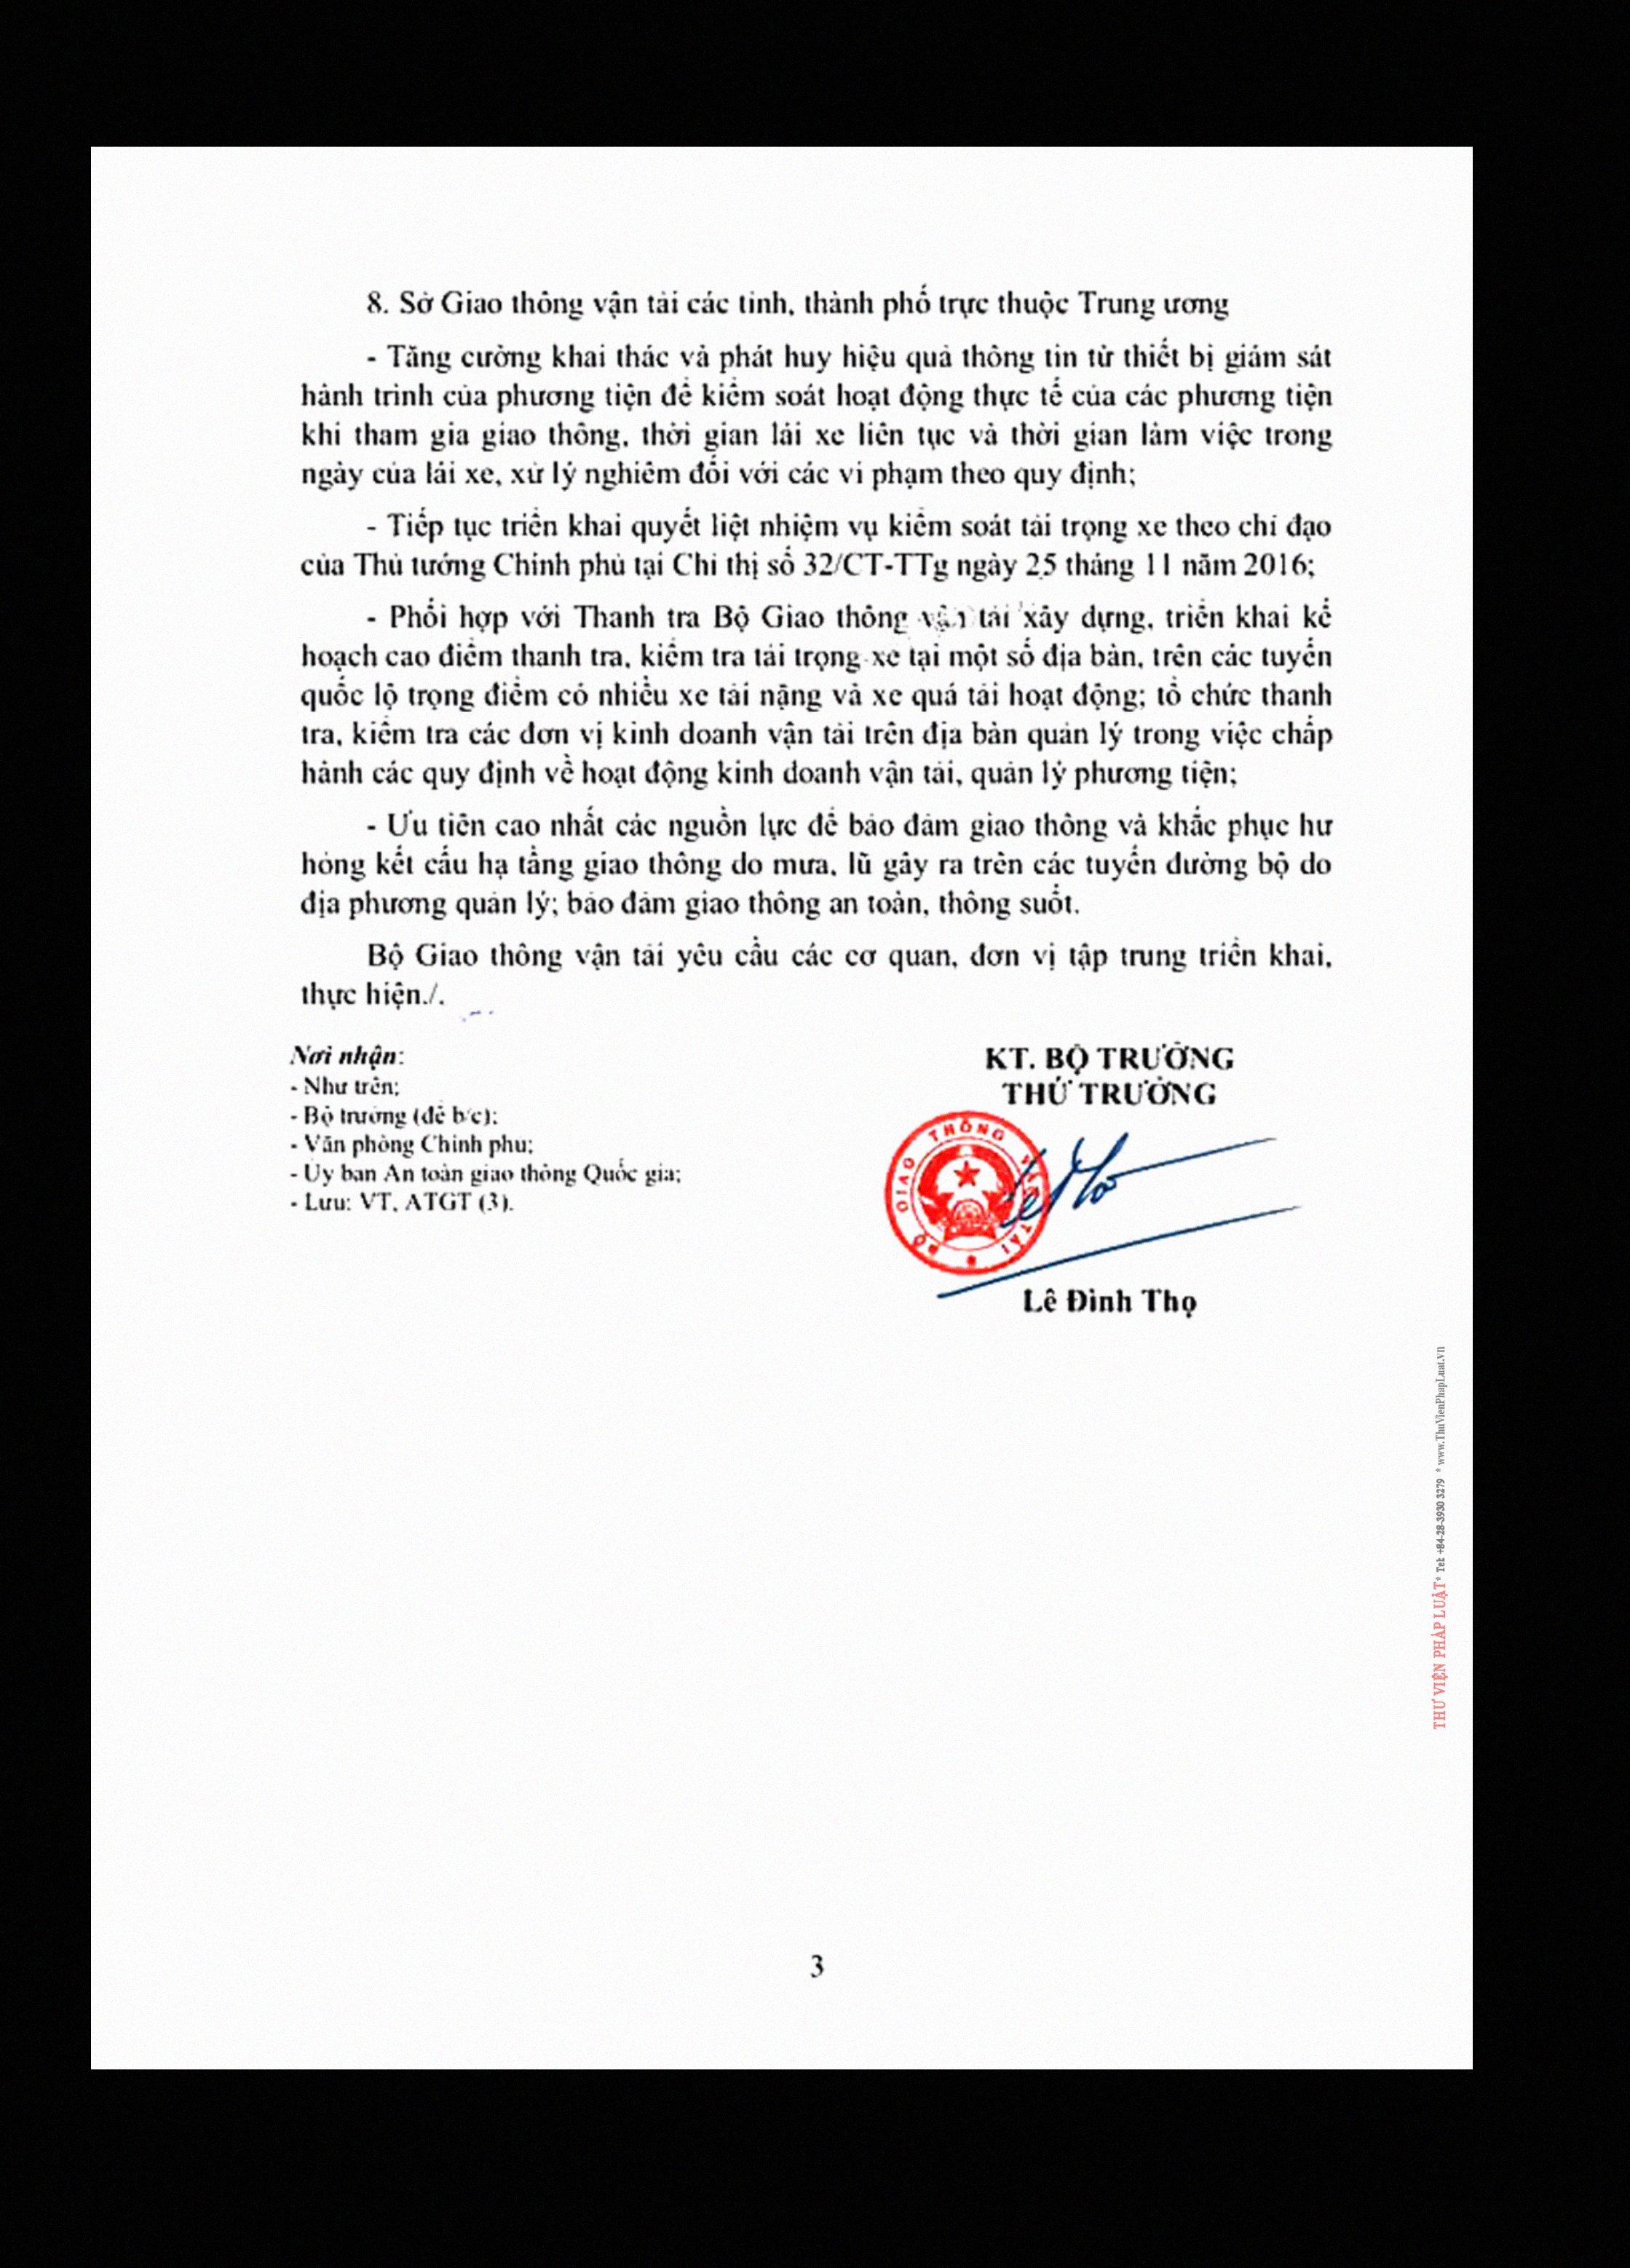 8. Sở Giao thông vận tải các tỉnh, thành phố trực thuộc Trung ương
- Tăng cường khai thác và phát huy hiệu quả thông tin từ thiết bị giám sát
hành trình của phương tiện để kiểm soát hoạt động thực tế của các phương tiện
khi tham gia giao thông, thời gian lái xe liên tục và thời gian làm việc trong
ngày của lái xe, xử lý nghiêm đối với các vi phạm theo quy định;
- Tiếp tục triển khai quyết liệt nhiệm vụ kiểm soát tải trọng xe theo chỉ đạo
của Thủ tướng Chính phủ tại Chỉ thị số 32/CT-TTg ngày 25 tháng 11 năm 2016;
- Phối hợp với Thanh tra Bộ Giao thông vận tải xây dựng, triển khai kế
hoạch cao điểm thanh tra, kiểm tra tải trọng xe tại một số địa bàn, trên các tuyến
quốc lộ trọng điểm có nhiều xe tải nặng và xe quá tải hoạt động; tổ chức thanh
tra, kiểm tra các đơn vị kinh doanh vận tải trên địa bàn quản lý trong việc chấp
hành các quy định về hoạt động kinh doanh vận tải, quản lý phương tiện;
- Ưu tiên cao nhất các nguồn lực để bảo đảm giao thông và khắc phục hư
hỏng kết cấu hạ tầng giao thông do mưa, lũ gây ra trên các tuyến đường bộ do
địa phương quản lý; bảo đảm giao thông an toàn, thông suốt.
Bộ Giao thông vận tải yêu cầu các cơ quan, đơn vị tập trung triển khai,
thực hiện./.
Nơi nhận:
- Như trên;
- Bộ trưởng (để b/c);
- Văn phòng Chính phủ;
- Ủy ban An toàn giao thông Quốc gia;
- Lưu: VT, ATGT (3).
KT. BỘ TRƯỞNG
THỨ TRƯỞNG
BỘ GIAO THÔNG VẬN TẢI
Lê Đình Thọ
THƯ VIỆN PHÁP LUẬT * Tel: +84-28-3930 3279 * www.ThuVienPhapLuat.vn
3